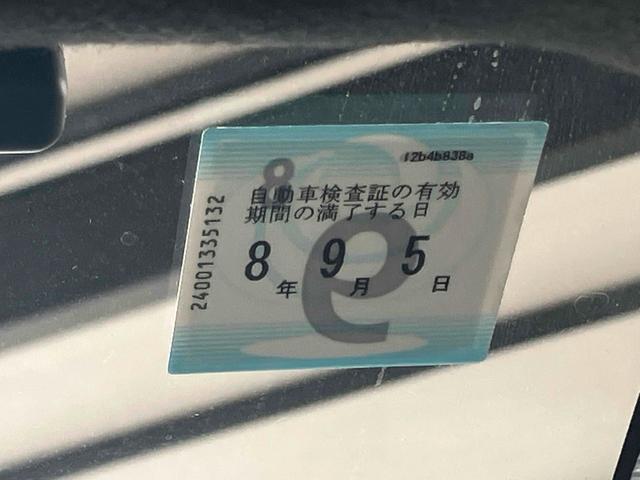 12b4b838a
自動車検査証の有効
期間の満了する日
8年 9月 5日
24001335132